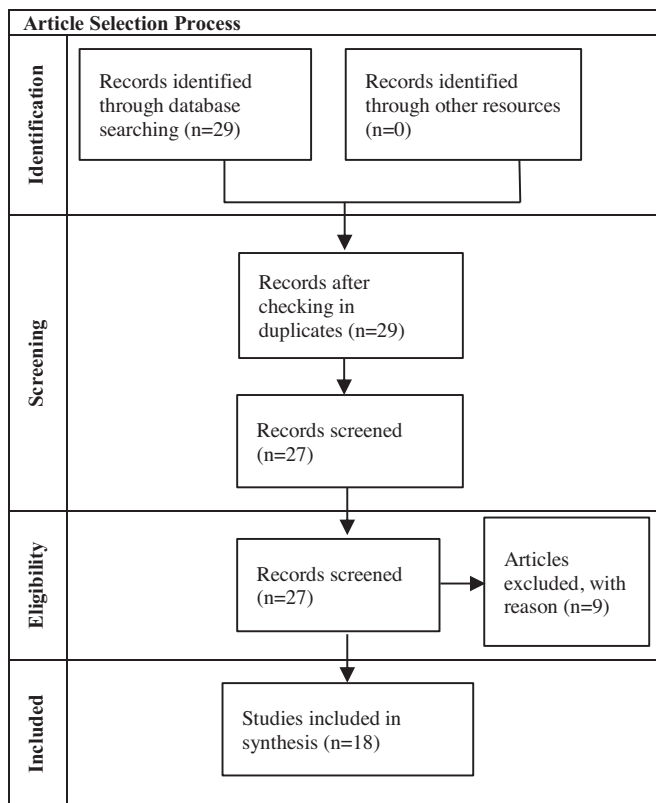 Article Selection Process
Identification
Records identified
through database
searching (n=29)
Records identified
through other resources
(n=0)
Screening
Records after
checking in
duplicates (n=29)
Records screened
(n=27)
Eligibility
Records screened
(n=27)
Articles
excluded, with
reason (n=9)
Included
Studies included in
synthesis (n=18)